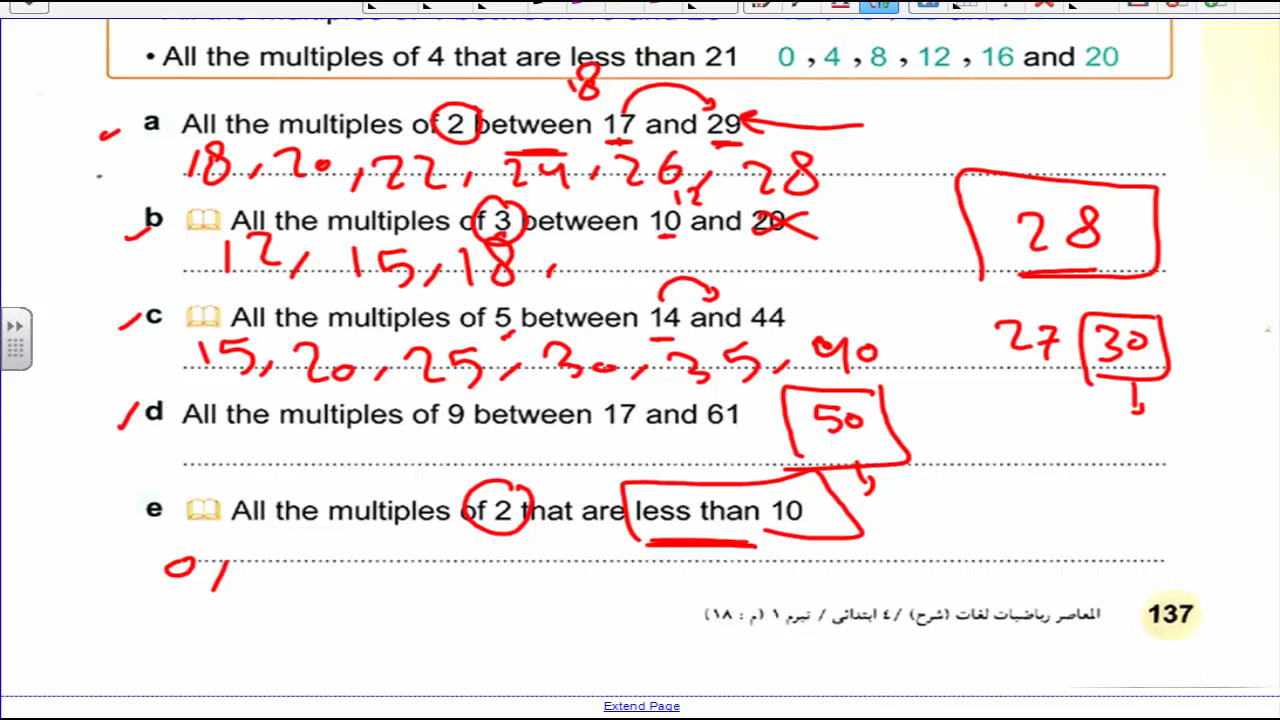 • All the multiples of 4 that are less than 21 0 , 4 , 8 , 12 , 16 and 20
18
a All the multiples of 2 between 17 and 29
18, 20, 22, 24, 26, 28
12
b All the multiples of 3 between 10 and 20
12, 15, 18,
28
c All the multiples of 5 between 14 and 44
15, 20, 25, 30, 35, 40
27 30
d All the multiples of 9 between 17 and 61
50
e All the multiples of 2 that are less than 10
0,
المعاصر رياضيات لغات (شرح) /٤ ابتدائى / تيرم ١ (م : ١٨) 137
Extend Page